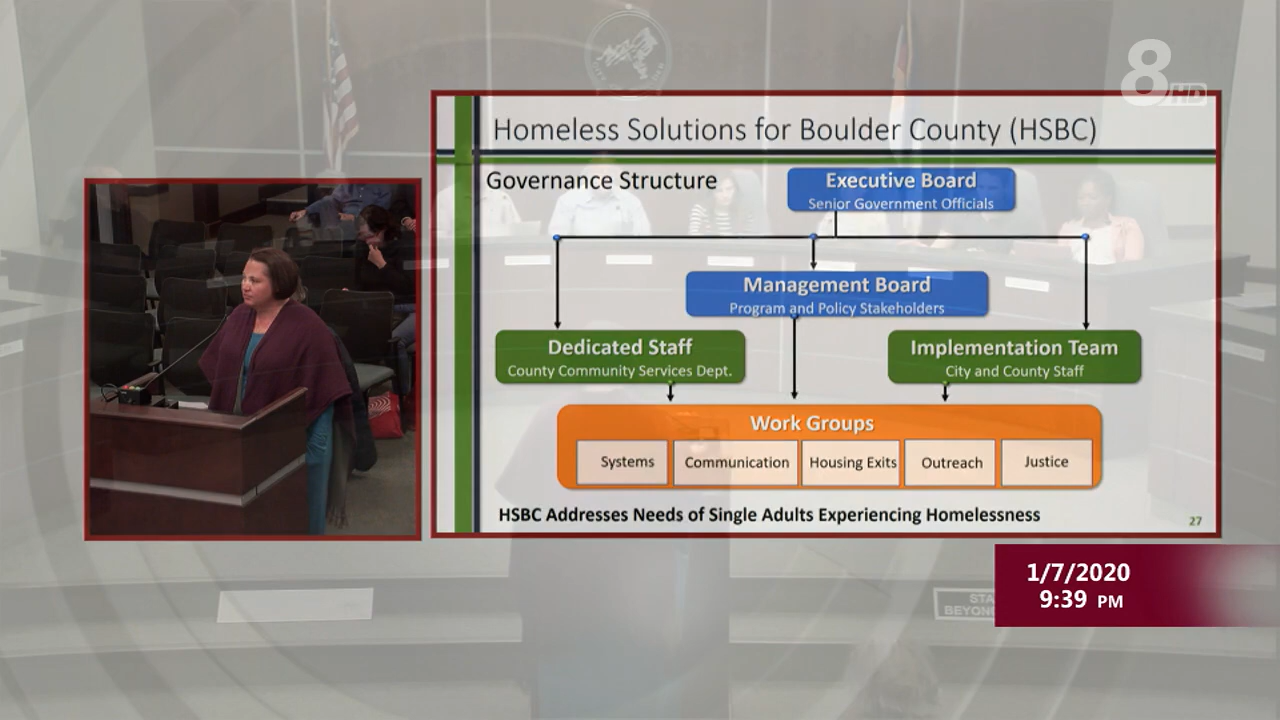 8HD
Homeless Solutions for Boulder County (HSBC)
Governance Structure
Executive Board
Senior Government Officials
Management Board
Program and Policy Stakeholders
Dedicated Staff
County Community Services Dept.
Implementation Team
City and County Staff
Work Groups
Systems
Communication
Housing Exits
Outreach
Justice
HSBC Addresses Needs of Single Adults Experiencing Homelessness
27
1/7/2020
9:39 PM